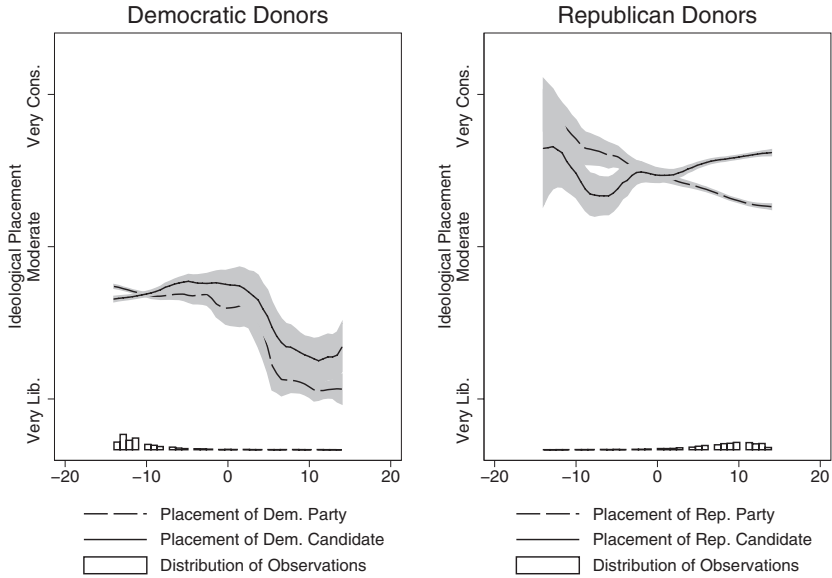 Democratic Donors
Ideological Placement
Very Lib. Moderate Very Cons.
−20 −10 0 10 20
Placement of Dem. Party
Placement of Dem. Candidate
Distribution of Observations
Republican Donors
Ideological Placement
Very Lib. Moderate Very Cons.
−20 −10 0 10 20
Placement of Rep. Party
Placement of Rep. Candidate
Distribution of Observations